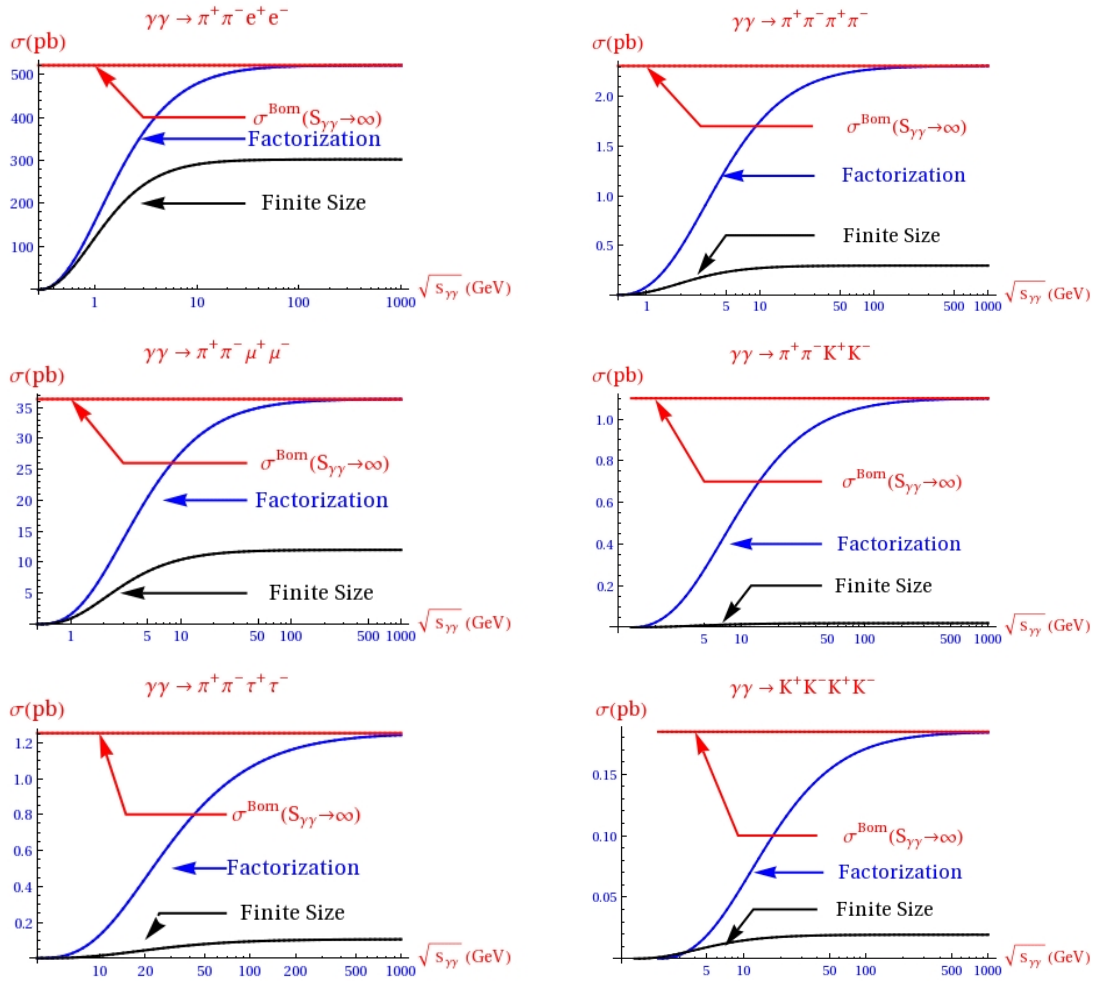 γγ → π⁺π⁻e⁺e⁻
σ(pb)
500
400
300
200
100
σ^Born(S_γγ→∞)
Factorization
Finite Size
1
10
100
1000
√s_γγ (GeV)
γγ → π⁺π⁻π⁺π⁻
σ(pb)
2.0
1.5
1.0
0.5
σ^Born(S_γγ→∞)
Factorization
Finite Size
1
5
10
50
100
500
1000
√s_γγ (GeV)
γγ → π⁺π⁻μ⁺μ⁻
σ(pb)
35
30
25
20
15
10
5
σ^Born(S_γγ→∞)
Factorization
Finite Size
1
5
10
50
100
500
1000
√s_γγ (GeV)
γγ → π⁺π⁻K⁺K⁻
σ(pb)
1.0
0.8
0.6
0.4
0.2
σ^Born(S_γγ→∞)
Factorization
Finite Size
5
10
50
100
500
1000
√s_γγ (GeV)
γγ → π⁺π⁻τ⁺τ⁻
σ(pb)
1.2
1.0
0.8
0.6
0.4
0.2
σ^Born(S_γγ→∞)
Factorization
Finite Size
10
20
50
100
200
500
1000
√s_γγ (GeV)
γγ → K⁺K⁻K⁺K⁻
σ(pb)
0.15
0.10
0.05
σ^Born(S_γγ→∞)
Factorization
Finite Size
5
10
50
100
500
1000
√s_γγ (GeV)